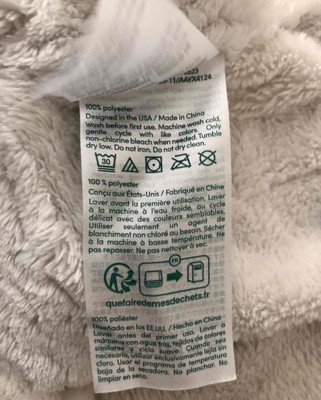 2023
-11/AAYX4124
100% polyester
Designed in the USA / Made in China
Wash before first use. Machine wash cold,
gentle cycle with like colors. Only
non-chlorine bleach when needed. Tumble
dry low. Do not iron. Do not dry clean.
30
100 % polyester
Conçu aux États-Unis / Fabriqué en Chine
Laver avant la première utilisation. Laver
à la machine à l'eau froide, au cycle
délicat avec des couleurs semblables.
Utiliser seulement un agent de
blanchiment non chloré au besoin. Sécher
à la machine à basse température. Ne
pas repasser. Ne pas nettoyer à sec.
FR
quefairedemesdechets.fr
100% poliéster
Diseñado en los EE.UU. / Hecho en China
Lavar antes del primer uso. Lavar a
máquina con agua fría, tejidos de colores
similares y ciclo suave. Cuando sea
necesario, utilizar exclusivamente lejía sin
cloro. Usar el programa de temperatura
baja de la secadora. No planchar. No
limpiar en seco.